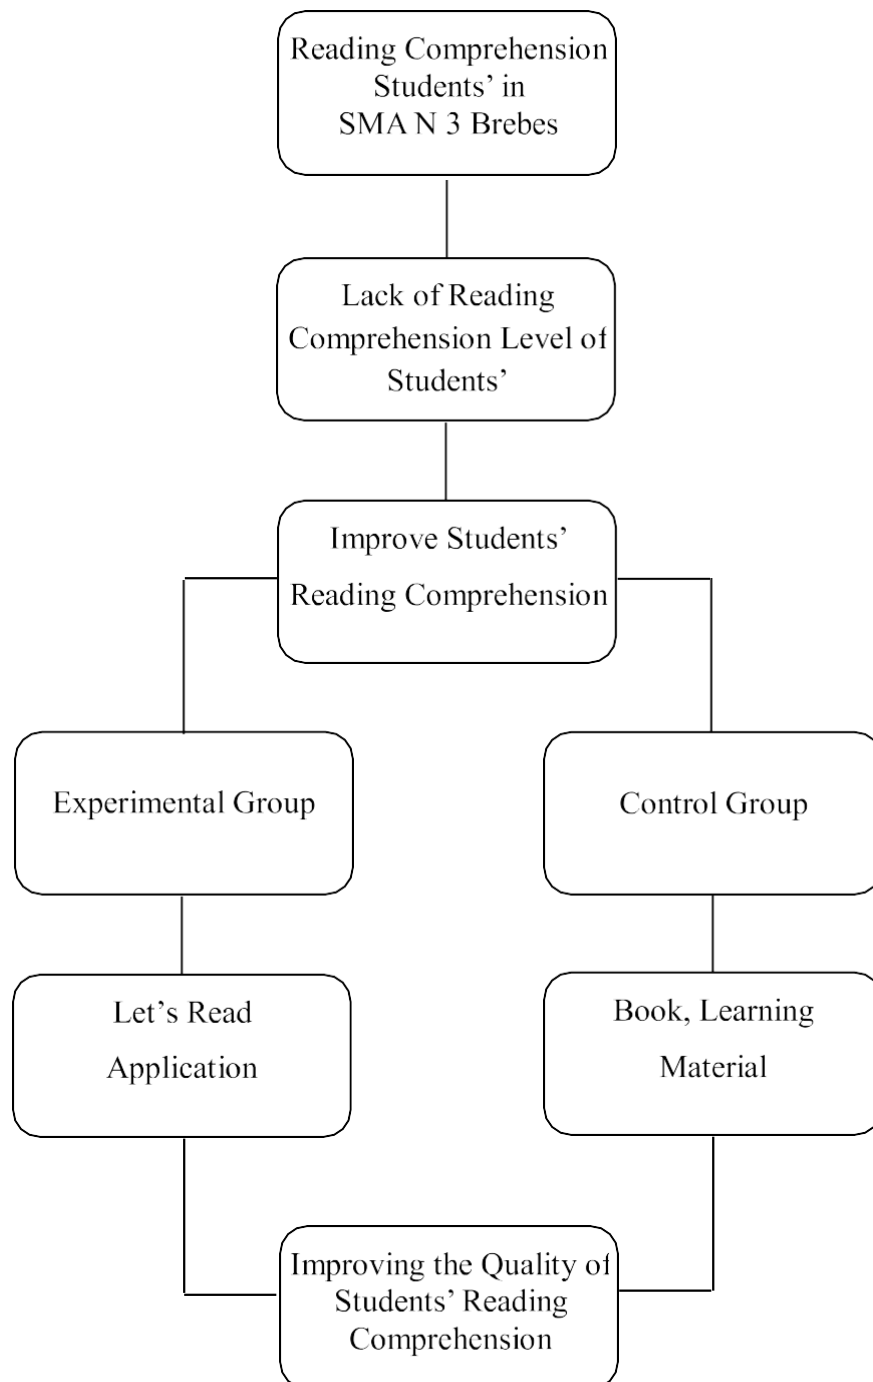 Reading Comprehension
Students’ in
SMA N 3 Brebes
Lack of Reading
Comprehension Level of
Students’
Improve Students’
Reading Comprehension
Experimental Group
Control Group
Let’s Read
Application
Book, Learning
Material
Improving the Quality of
Students’ Reading
Comprehension